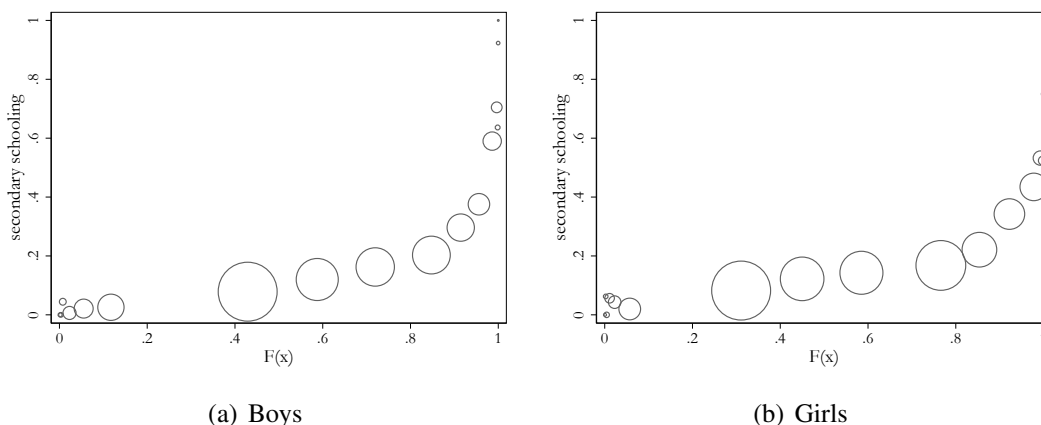 1
.8
.6
.4
.2
0
secondary schooling
0 .2 .4 .6 .8 1
F(x)
(a) Boys
1
.8
.6
.4
.2
0
secondary schooling
0 .2 .4 .6 .8
F(x)
(b) Girls